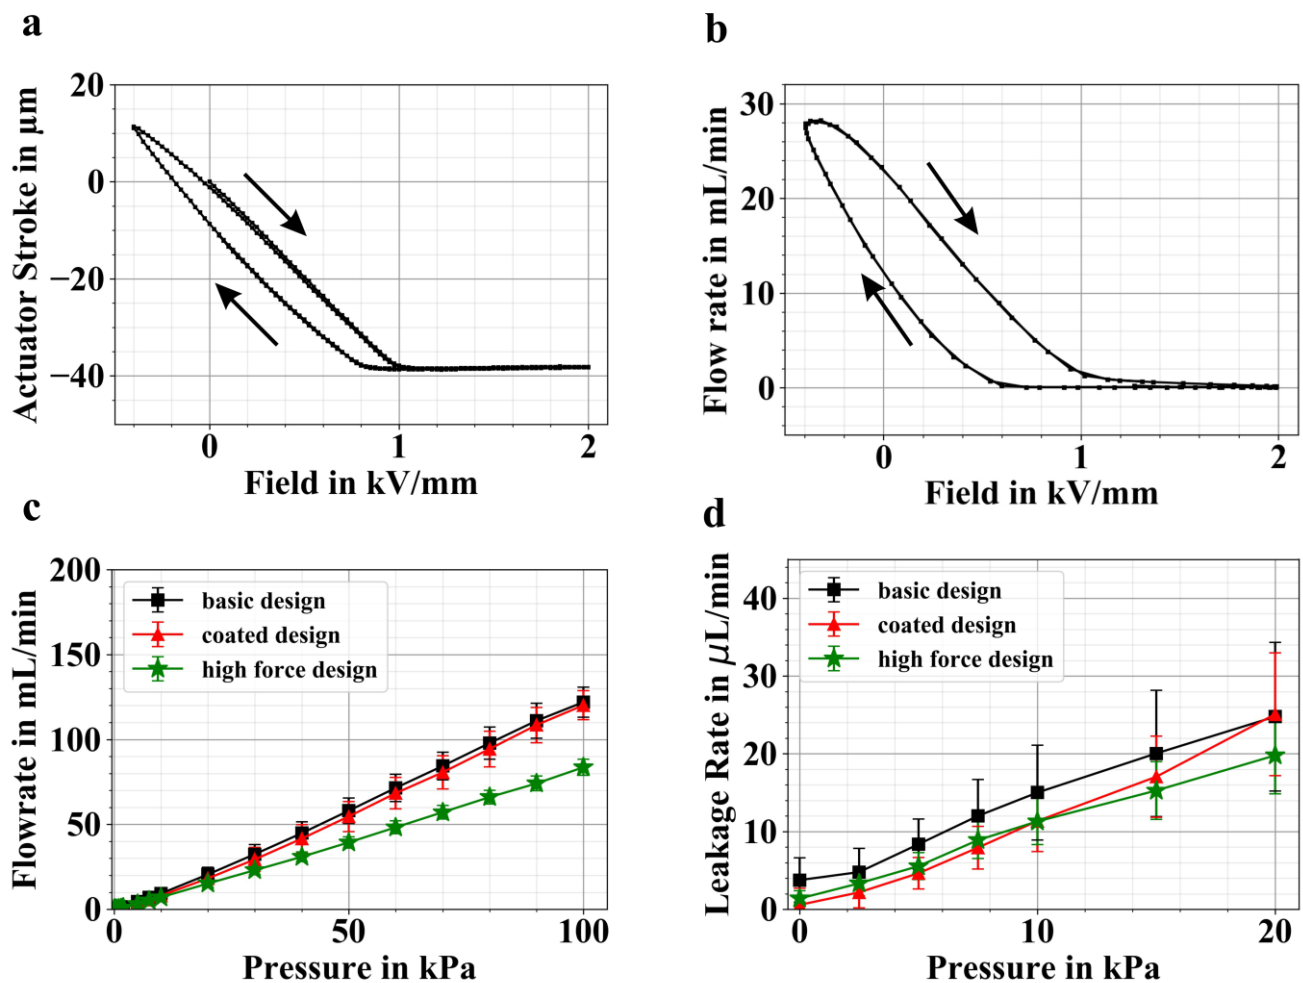 a
Actuator Stroke in μm
20
0
−20
−40
0
1
2
Field in kV/mm
b
Flow rate in mL/min
30
20
10
0
0
1
2
Field in kV/mm
c
Flowrate in mL/min
200
150
100
50
0
basic design
coated design
high force design
0
50
100
Pressure in kPa
d
Leakage Rate in μL/min
40
30
20
10
0
basic design
coated design
high force design
0
10
20
Pressure in kPa